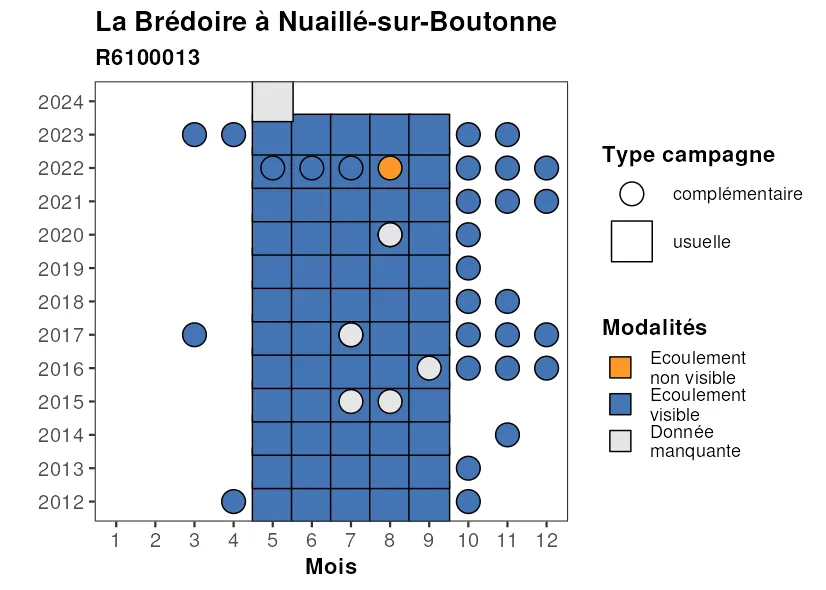 La Brédoire à Nuaillé-sur-Boutonne
R6100013
2024
2023
2022
2021
2020
2019
2018
2017
2016
2015
2014
2013
2012
1 2 3 4 5 6 7 8 9 10 11 12
Mois
Type campagne
complémentaire
usuelle
Modalités
Ecoulement
non visible
Ecoulement
visible
Donnée
manquante